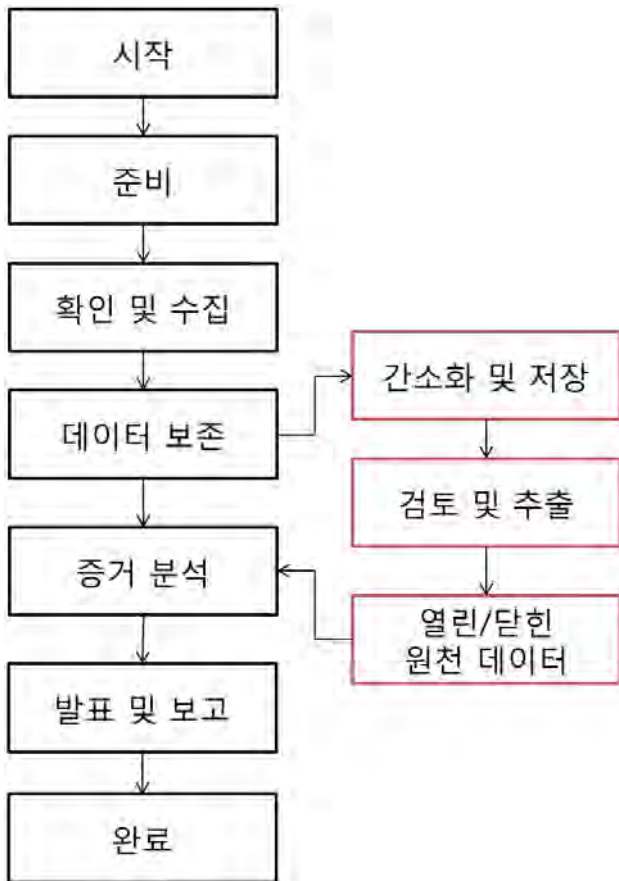 시작
준비
확인 및 수집
데이터 보존
증거 분석
발표 및 보고
완료
간소화 및 저장
검토 및 추출
열린/닫힌
원천 데이터